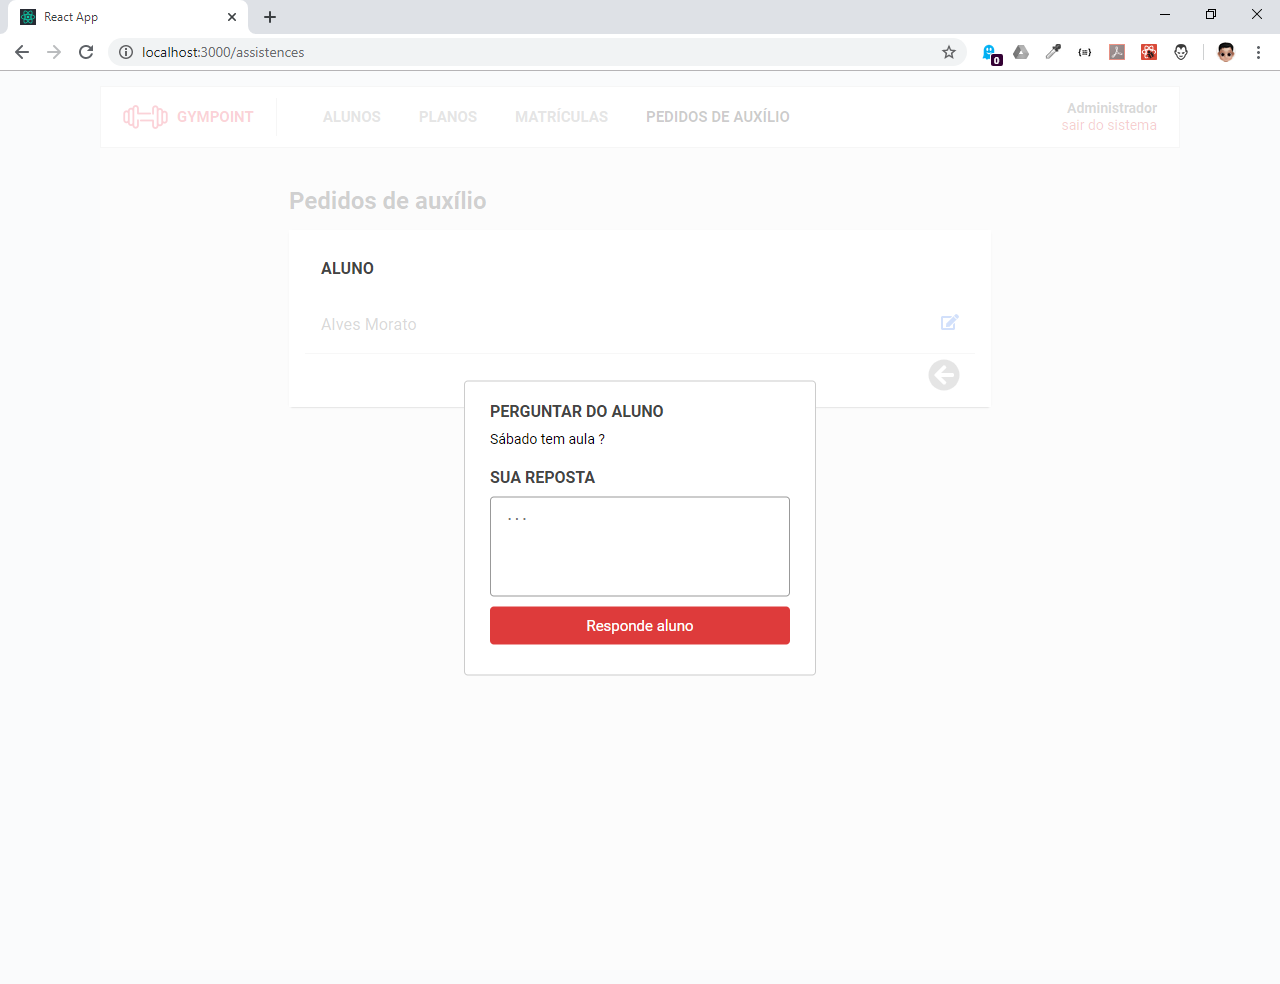 React App
localhost:3000/assistences
0
GYMPOINT
ALUNOS
PLANOS
MATRÍCULAS
PEDIDOS DE AUXÍLIO
Administrador
sair do sistema
Pedidos de auxílio
ALUNO
Alves Morato
PERGUNTAR DO ALUNO
Sábado tem aula ?
SUA REPOSTA
...
Responde aluno